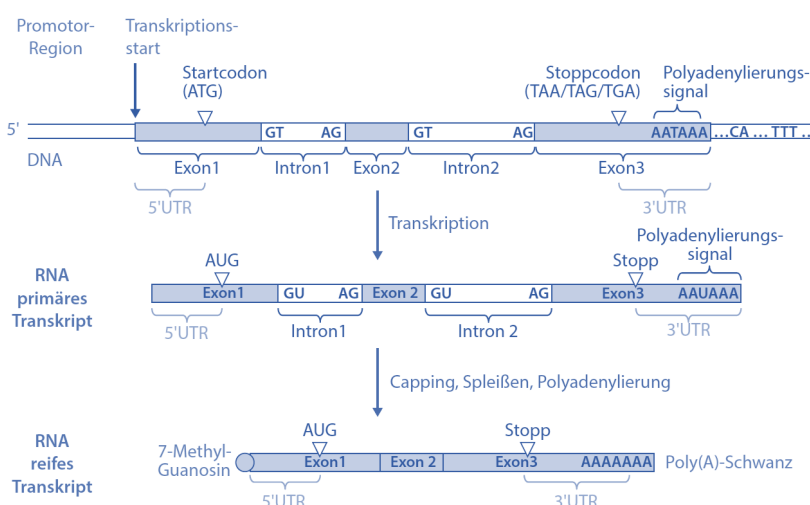 Promotor-
Region
Transkriptions-
start
Startcodon
(ATG)
Stoppcodon
(TAA/TAG/TGA)
Polyadenylierungs-
signal
5'
GT AG GT AG AATAAA ...CA ... TTT ..
DNA
Exon1 Intron1 Exon2 Intron2 Exon3
5'UTR 3'UTR
Transkription
Polyadenylierungs-
signal
AUG Stopp
RNA
primäres
Transkript
Exon1 GU AG Exon 2 GU AG Exon3 AAUAAA
5'UTR Intron1 Intron 2 3'UTR
Capping, Spleißen, Polyadenylierung
AUG Stopp
RNA
reifes
Transkript
7-Methyl-
Guanosin
Exon1 Exon 2 Exon3 AAAAAAA Poly(A)-Schwanz
5'UTR 3'UTR